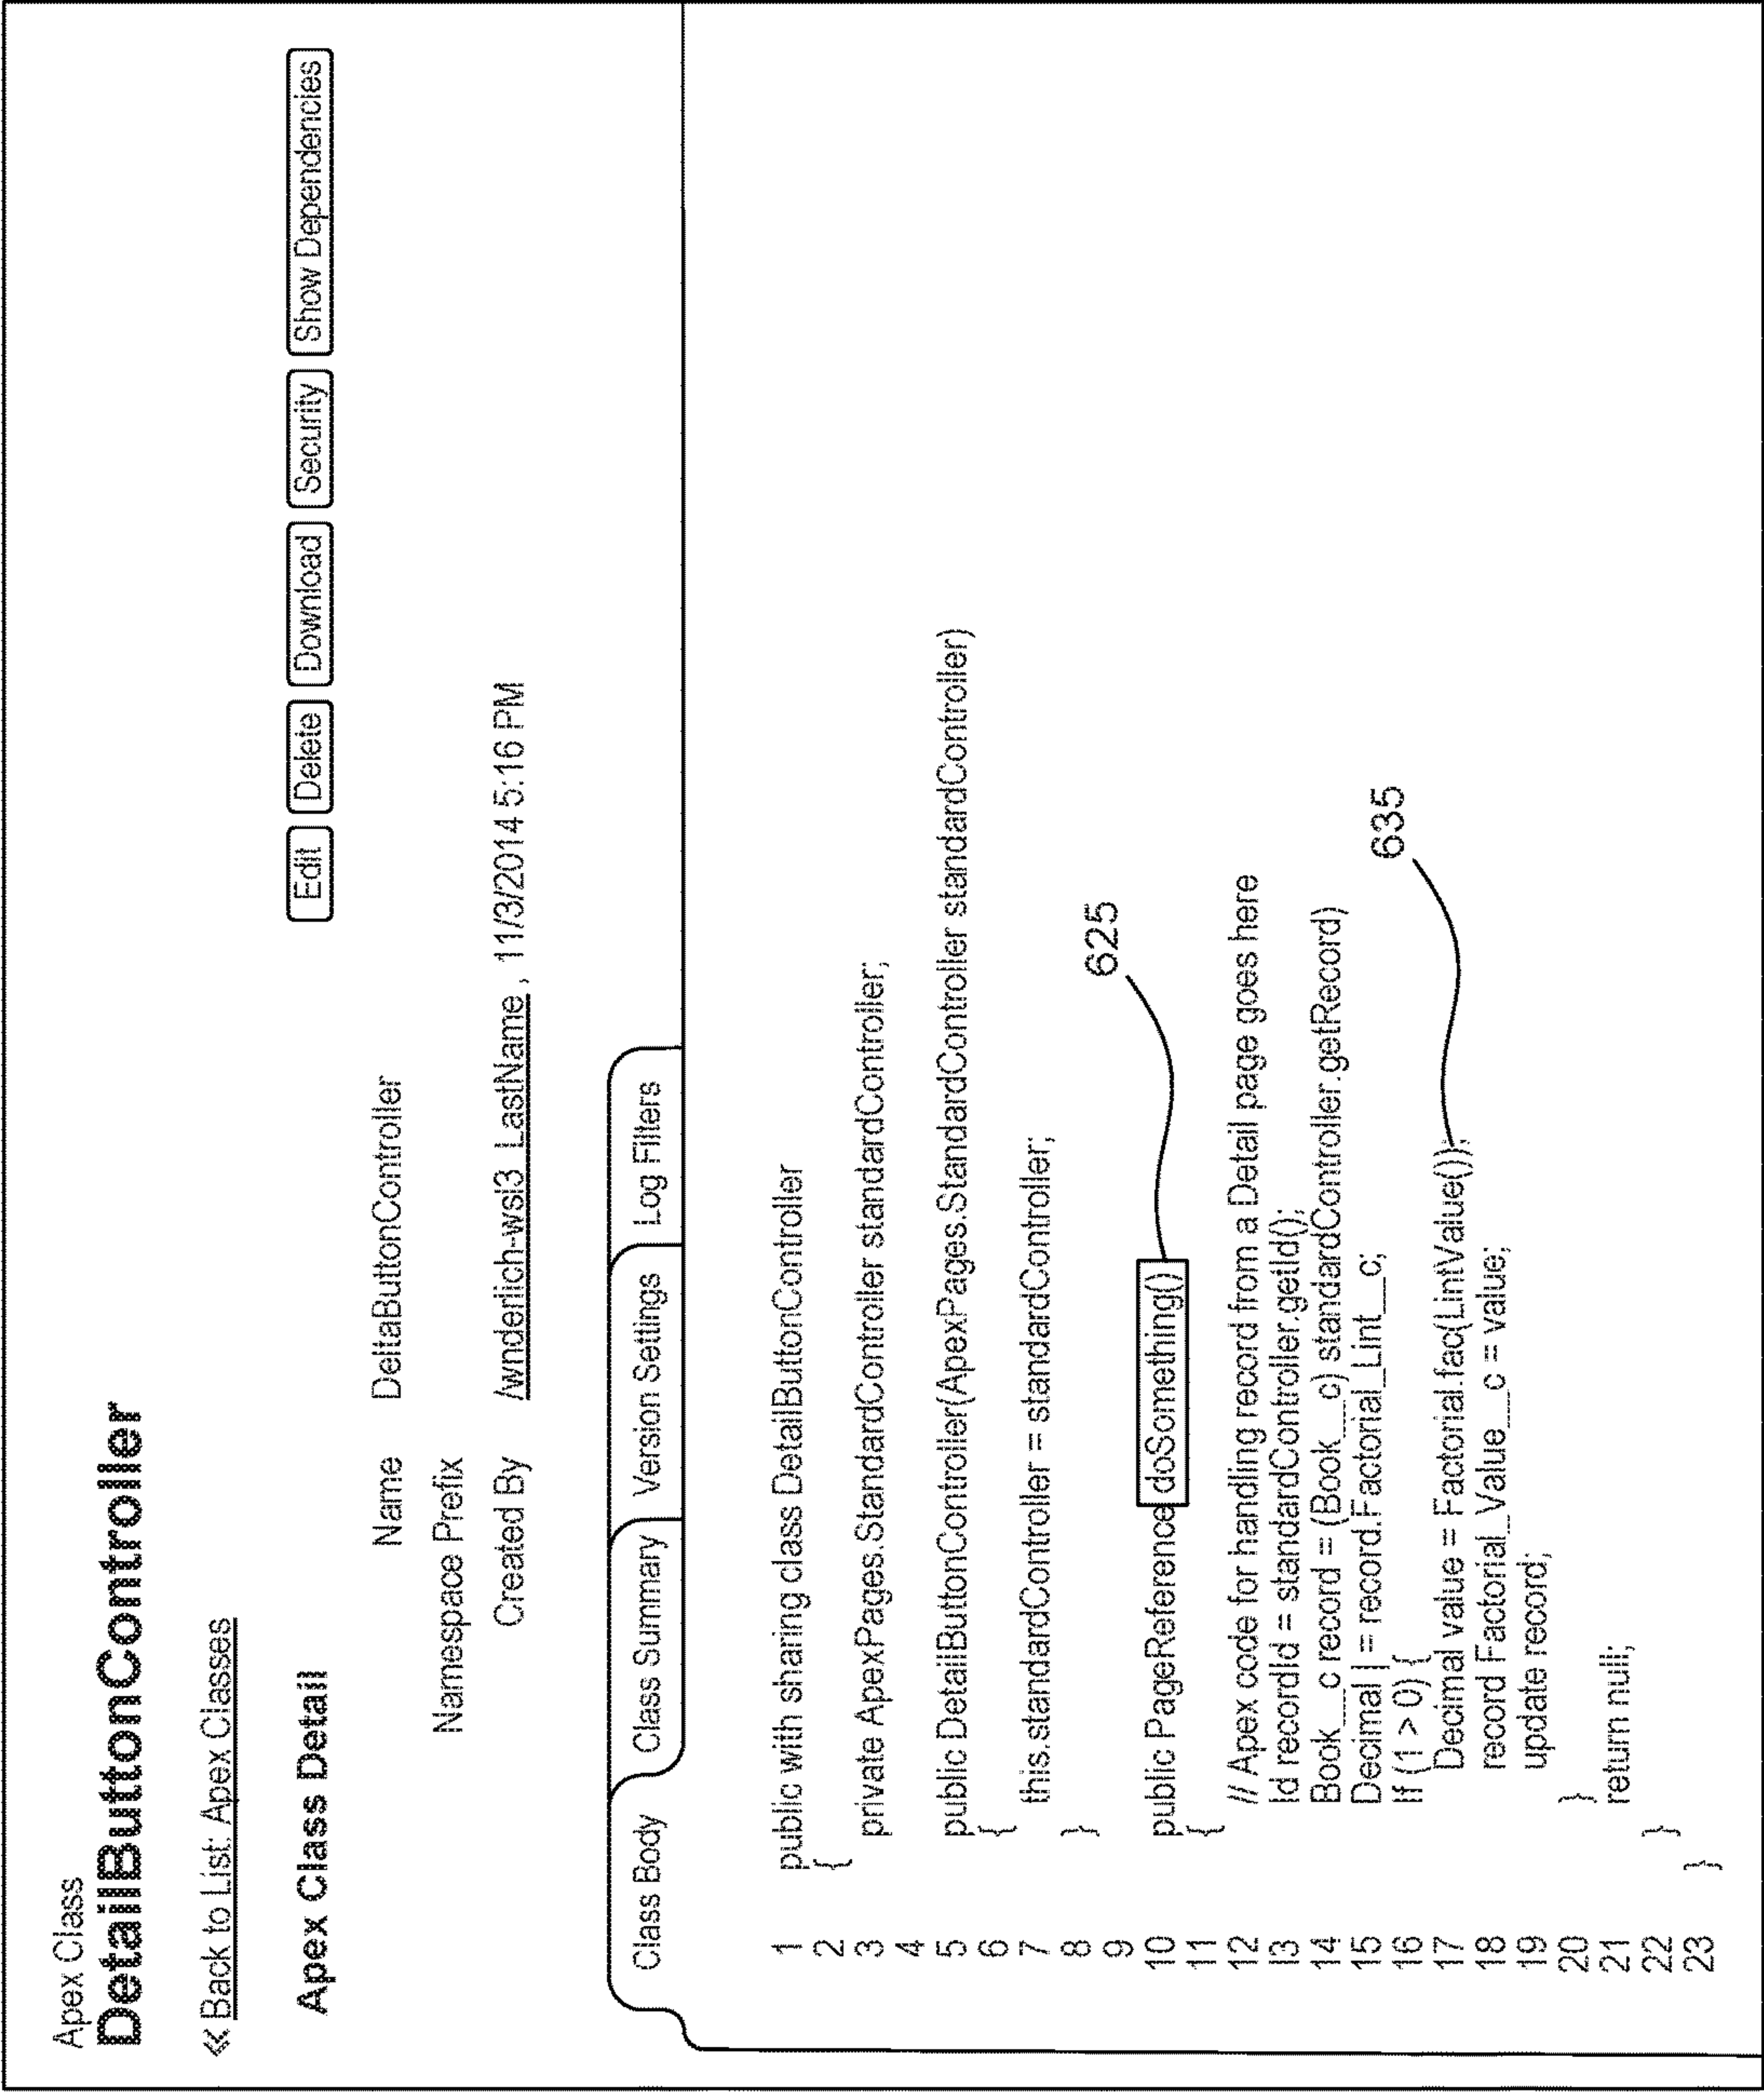 Apex Class
DetailButtonController
<< Back to List: Apex Classes
Apex Class Detail
Edit Delete Download Security Show Dependencies
Name DeltaButtonController
Namespace Prefix
Created By /wnderlich-wsl3 LastName, 11/3/2014 5:16 PM
Class Body Class Summary Version Settings Log Filters
1 public with sharing class DetailButtonController
2 {
3 private ApexPages.StandardController standardController;
4
5 public DetailButtonController(ApexPages.StandardController standardController)
6 {
7 this.standardController = standardController;
8 }
9
10 public PageReference doSomething()
625
11 {
12 // Apex code for handling record from a Detail page goes here
13 Id recordId = standardController.getId();
14 Book__c record = (Book__c) standardController.getRecord)
15 Decimal | = record.Factorial_Lint__c;
16 If (1 > 0) {
17 Decimal value = Factorial.fac(LintValue());
635
18 record Factorial_Value__c = value;
19 update record;
20 }
21 return null;
22 }
23 }